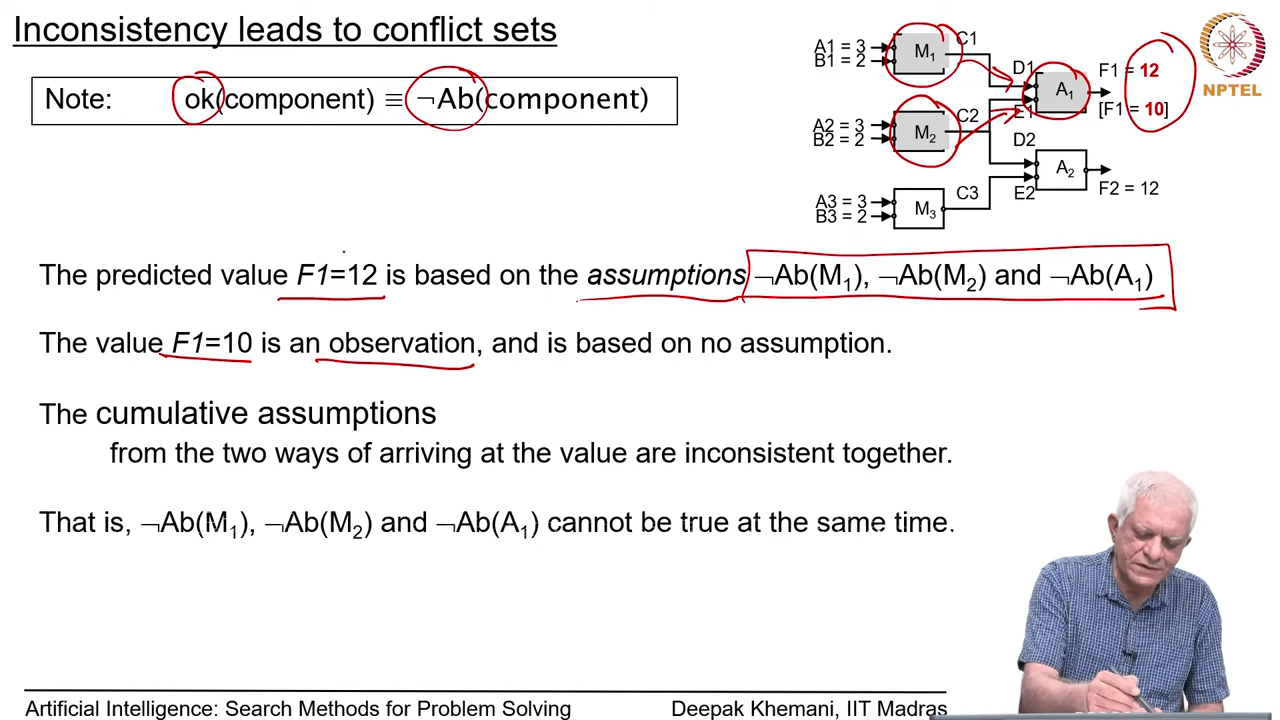 Inconsistency leads to conflict sets
Note: ok(component) ≡ ¬Ab(component)
A1 = 3
B1 = 2
M1
C1
D1
A1
F1 = 12
[F1 = 10]
E1
A2 = 3
B2 = 2
M2
C2
D2
A2
F2 = 12
A3 = 3
B3 = 2
M3
C3
E2
NPTEL
The predicted value F1=12 is based on the assumptions ¬Ab(M1), ¬Ab(M2) and ¬Ab(A1)
The value F1=10 is an observation, and is based on no assumption.
The cumulative assumptions
from the two ways of arriving at the value are inconsistent together.
That is, ¬Ab(M1), ¬Ab(M2) and ¬Ab(A1) cannot be true at the same time.
Artificial Intelligence: Search Methods for Problem Solving Deepak Khemani, IIT Madras